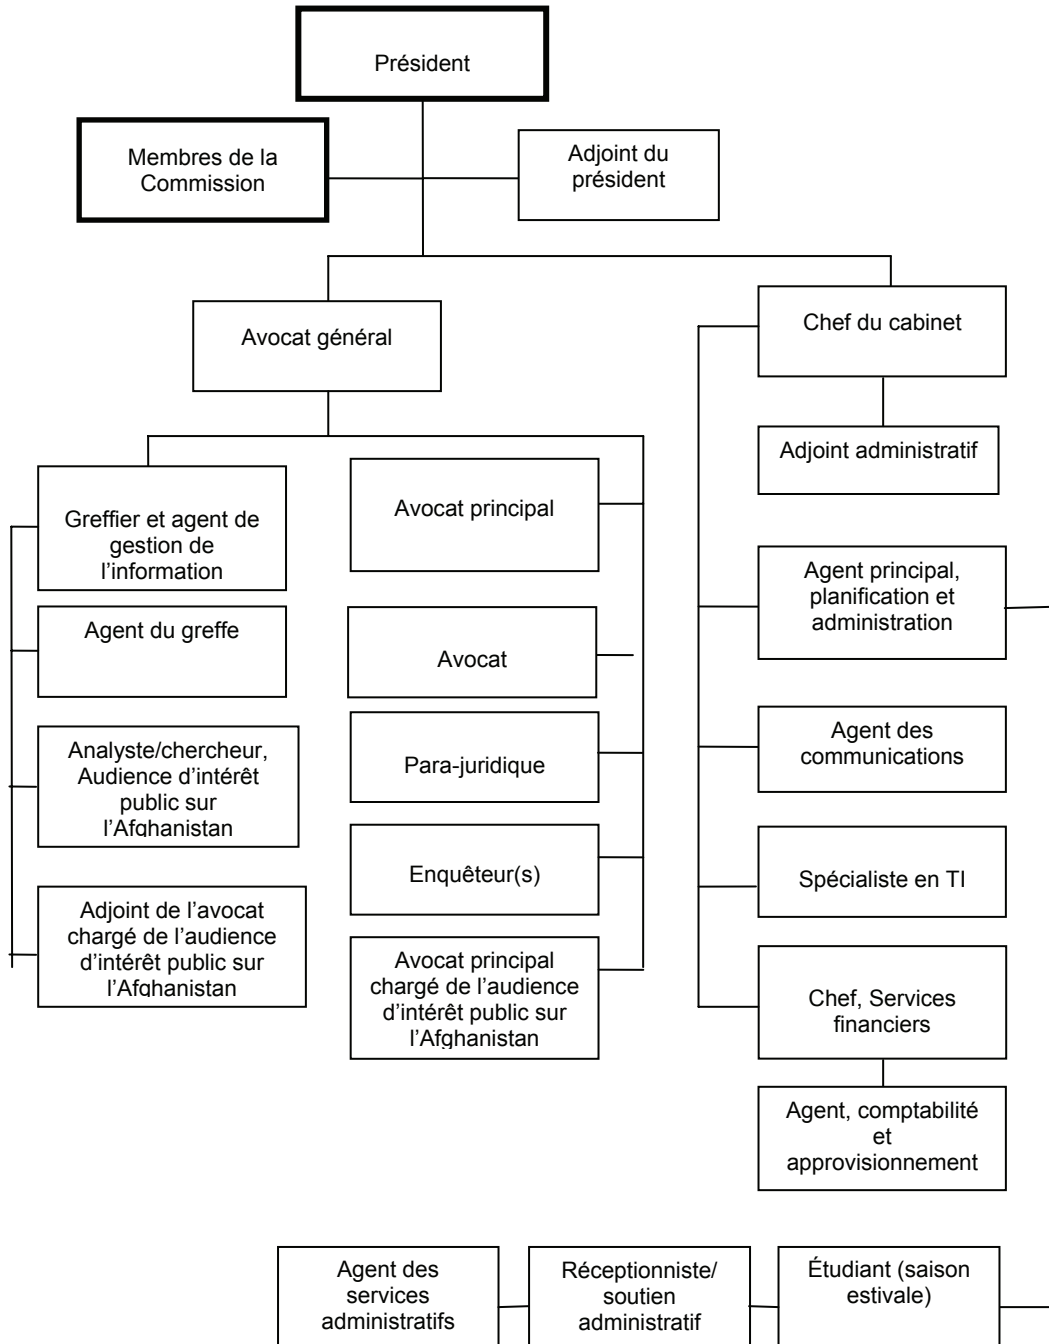 Président
Membres de la
Commission
Adjoint du
président
Avocat général
Chef du cabinet
Adjoint administratif
Greffier et agent de
gestion de
l’information
Agent du greffe
Analyste/chercheur,
Audience d’intérêt
public sur
l’Afghanistan
Adjoint de l’avocat
chargé de l’audience
d’intérêt public sur
l’Afghanistan
Avocat principal
Avocat
Para-juridique
Enquêteur(s)
Avocat principal
chargé de l’audience
d’intérêt public sur
l’Afghanistan
Agent principal,
planification et
administration
Agent des
communications
Spécialiste en TI
Chef, Services
financiers
Agent, comptabilité
et
approvisionnement
Agent des
services
administratifs
Réceptionniste/
soutien
administratif
Étudiant (saison
estivale)